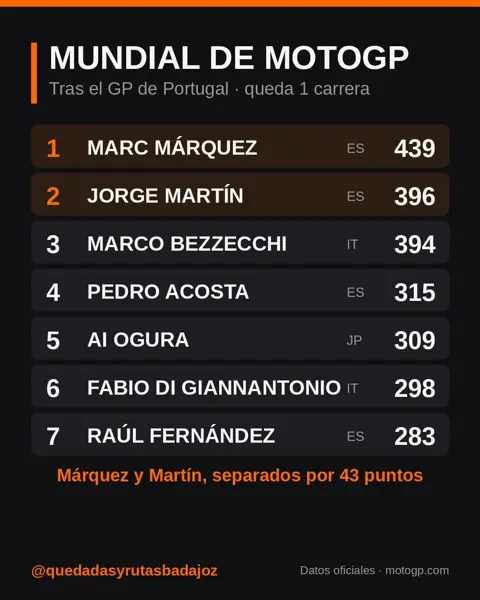 MUNDIAL DE MOTOGP
Tras el GP de Portugal · queda 1 carrera
1 MARC MÁRQUEZ ES 439
2 JORGE MARTÍN ES 396
3 MARCO BEZZECCHI IT 394
4 PEDRO ACOSTA ES 315
5 AI OGURA JP 309
6 FABIO DI GIANNANTONIO IT 298
7 RAÚL FERNÁNDEZ ES 283
Márquez y Martín, separados por 43 puntos
@quedadasyrutasbadajoz Datos oficiales · motogp.com